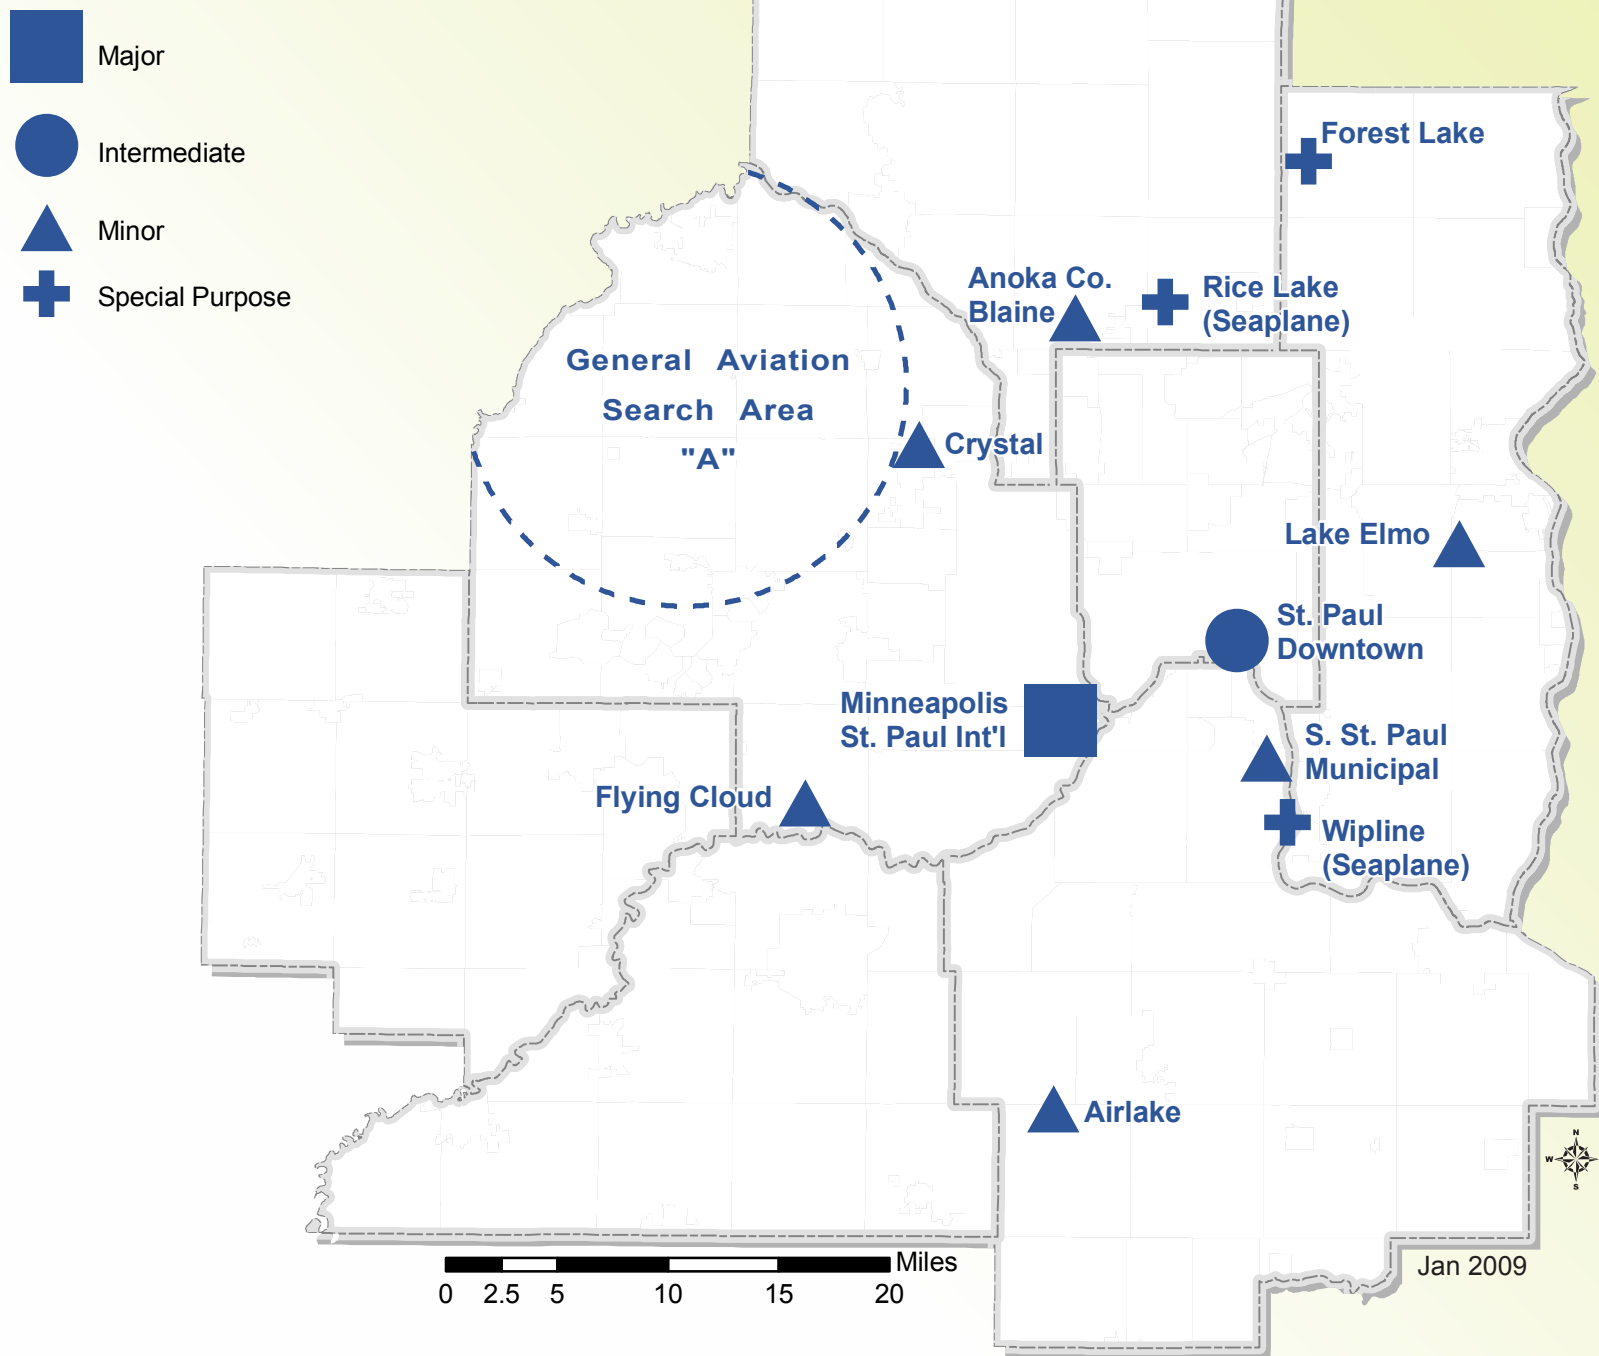 Major
Intermediate
Minor
Special Purpose
Forest Lake
Anoka Co.
Blaine
Rice Lake
(Seaplane)
General Aviation
Search Area
"A"
Crystal
Lake Elmo
St. Paul
Downtown
Minneapolis
St. Paul Int'l
S. St. Paul
Municipal
Flying Cloud
Wipline
(Seaplane)
Airlake
N
W
S
Miles
0 2.5 5 10 15 20
Jan 2009